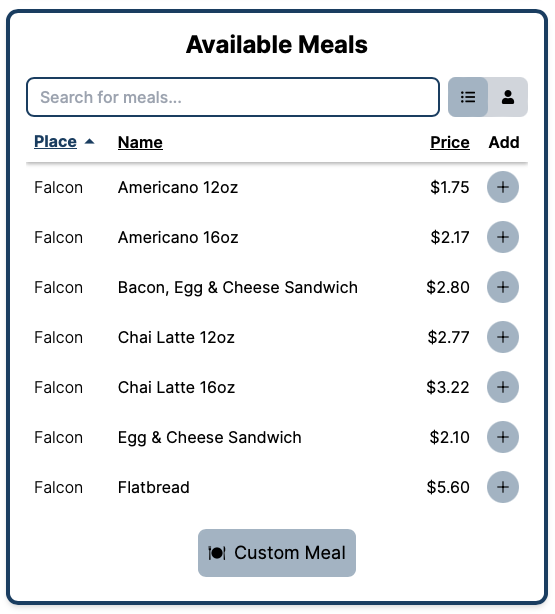 Available Meals
Search for meals...
Place Name Price Add
Falcon Americano 12oz $1.75
Falcon Americano 16oz $2.17
Falcon Bacon, Egg & Cheese Sandwich $2.80
Falcon Chai Latte 12oz $2.77
Falcon Chai Latte 16oz $3.22
Falcon Egg & Cheese Sandwich $2.10
Falcon Flatbread $5.60
Custom Meal